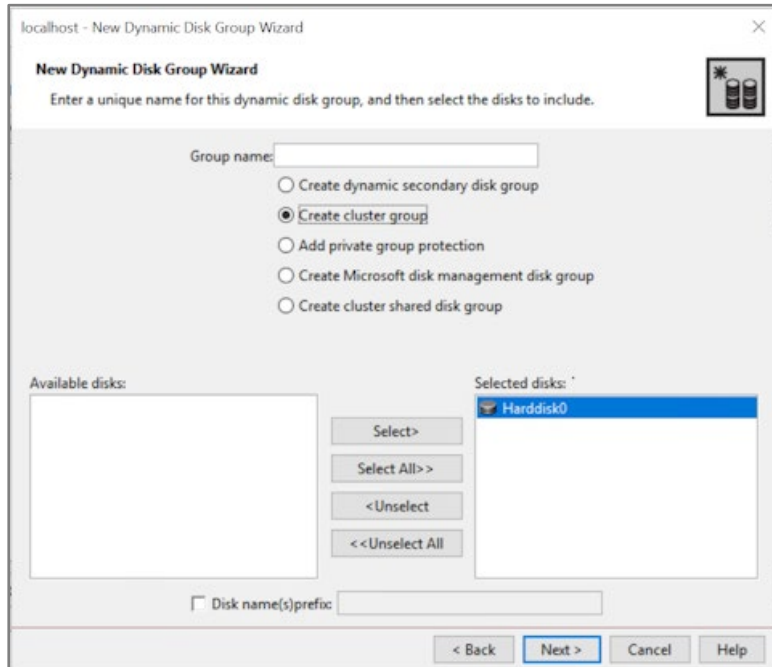 localhost - New Dynamic Disk Group Wizard
New Dynamic Disk Group Wizard
Enter a unique name for this dynamic disk group, and then select the disks to include.
Group name:
Create dynamic secondary disk group
Create cluster group
Add private group protection
Create Microsoft disk management disk group
Create cluster shared disk group
Available disks:
Selected disks:
Harddisk0
Select>
Select All>>
<Unselect
<<Unselect All
Disk name(s)prefix:
< Back
Next >
Cancel
Help